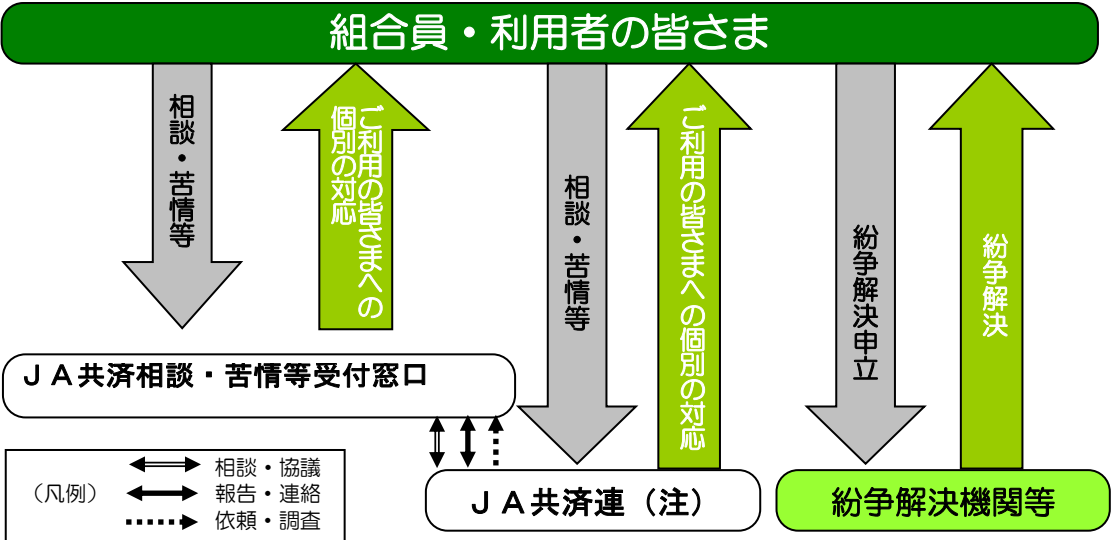 組合員・利用者の皆さま
相談・苦情等
ご利用の皆さまへの
個別の対応
相談・苦情等
ご利用の皆さまへの個別の対応
紛争解決申立
紛争解決
ＪＡ共済相談・苦情等受付窓口
（凡例）
相談・協議
報告・連絡
依頼・調査
ＪＡ共済連（注）
紛争解決機関等